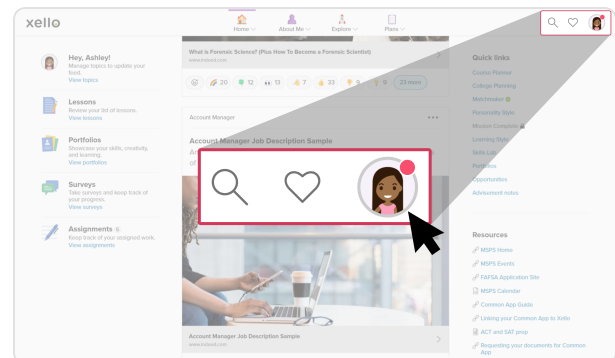 xello
Home
About Me
Explore
Plans
Hey, Ashley!
Manage topics to update your
feed.
View topics
Lessons
Review your list of lessons.
View lessons
Portfolios
Showcase your skills, creativity
and learning.
View portfolios
Surveys
Take surveys and keep track of
your progress.
View surveys
Assignments 5
Keep track of your assigned work.
View assignments
What is Forensic Science? (Plus How To Become a Forensic Scientist)
www.indeed.com
20
12
13
7
33
9
9
23 more
Account Manager
Account Manager Job Description Sample
of
Account Manager Job Description Sample
www.indeed.com
Quick links
Course Planner
College Planning
Matchmaker
Personality Style
Mission Complete
Learning Style
Skills Lab
Portfolios
Opportunities
Advisement notes
Resources
MSPS Home
MSPS Events
FAFSA Application Site
MSPS Calendar
Common App Guide
Linking your Common App to Xello
ACT and SAT prep
Requesting your documents for Common
App